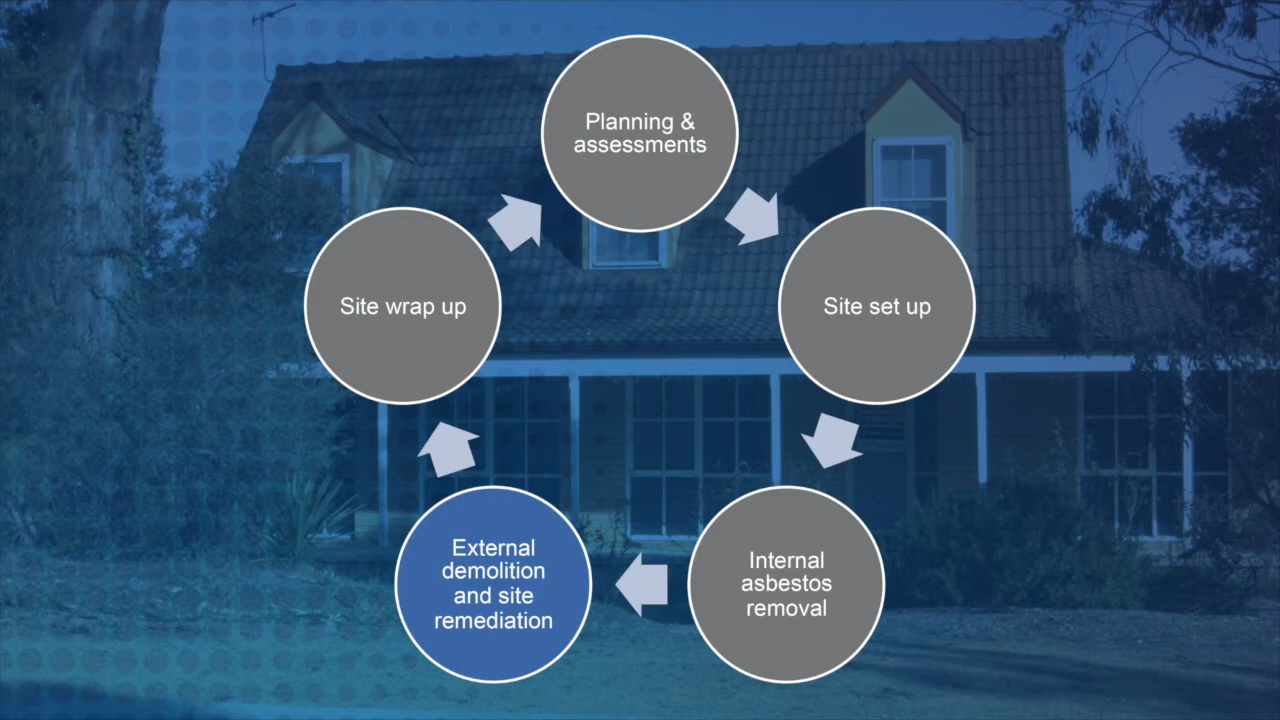 Planning &
assessments
Site set up
Internal
asbestos
removal
External
demolition
and site
remediation
Site wrap up